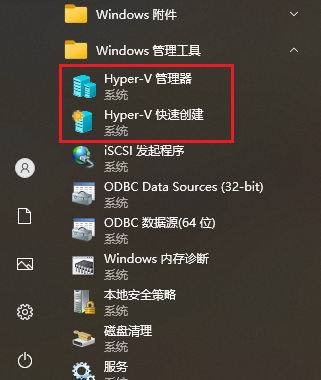 Windows 附件
Windows 管理工具
Hyper-V 管理器
系统
Hyper-V 快速创建
系统
iSCSI 发起程序
系统
ODBC Data Sources (32-bit)
系统
ODBC 数据源(64 位)
系统
Windows 内存诊断
系统
本地安全策略
系统
磁盘清理
系统
服务
系统